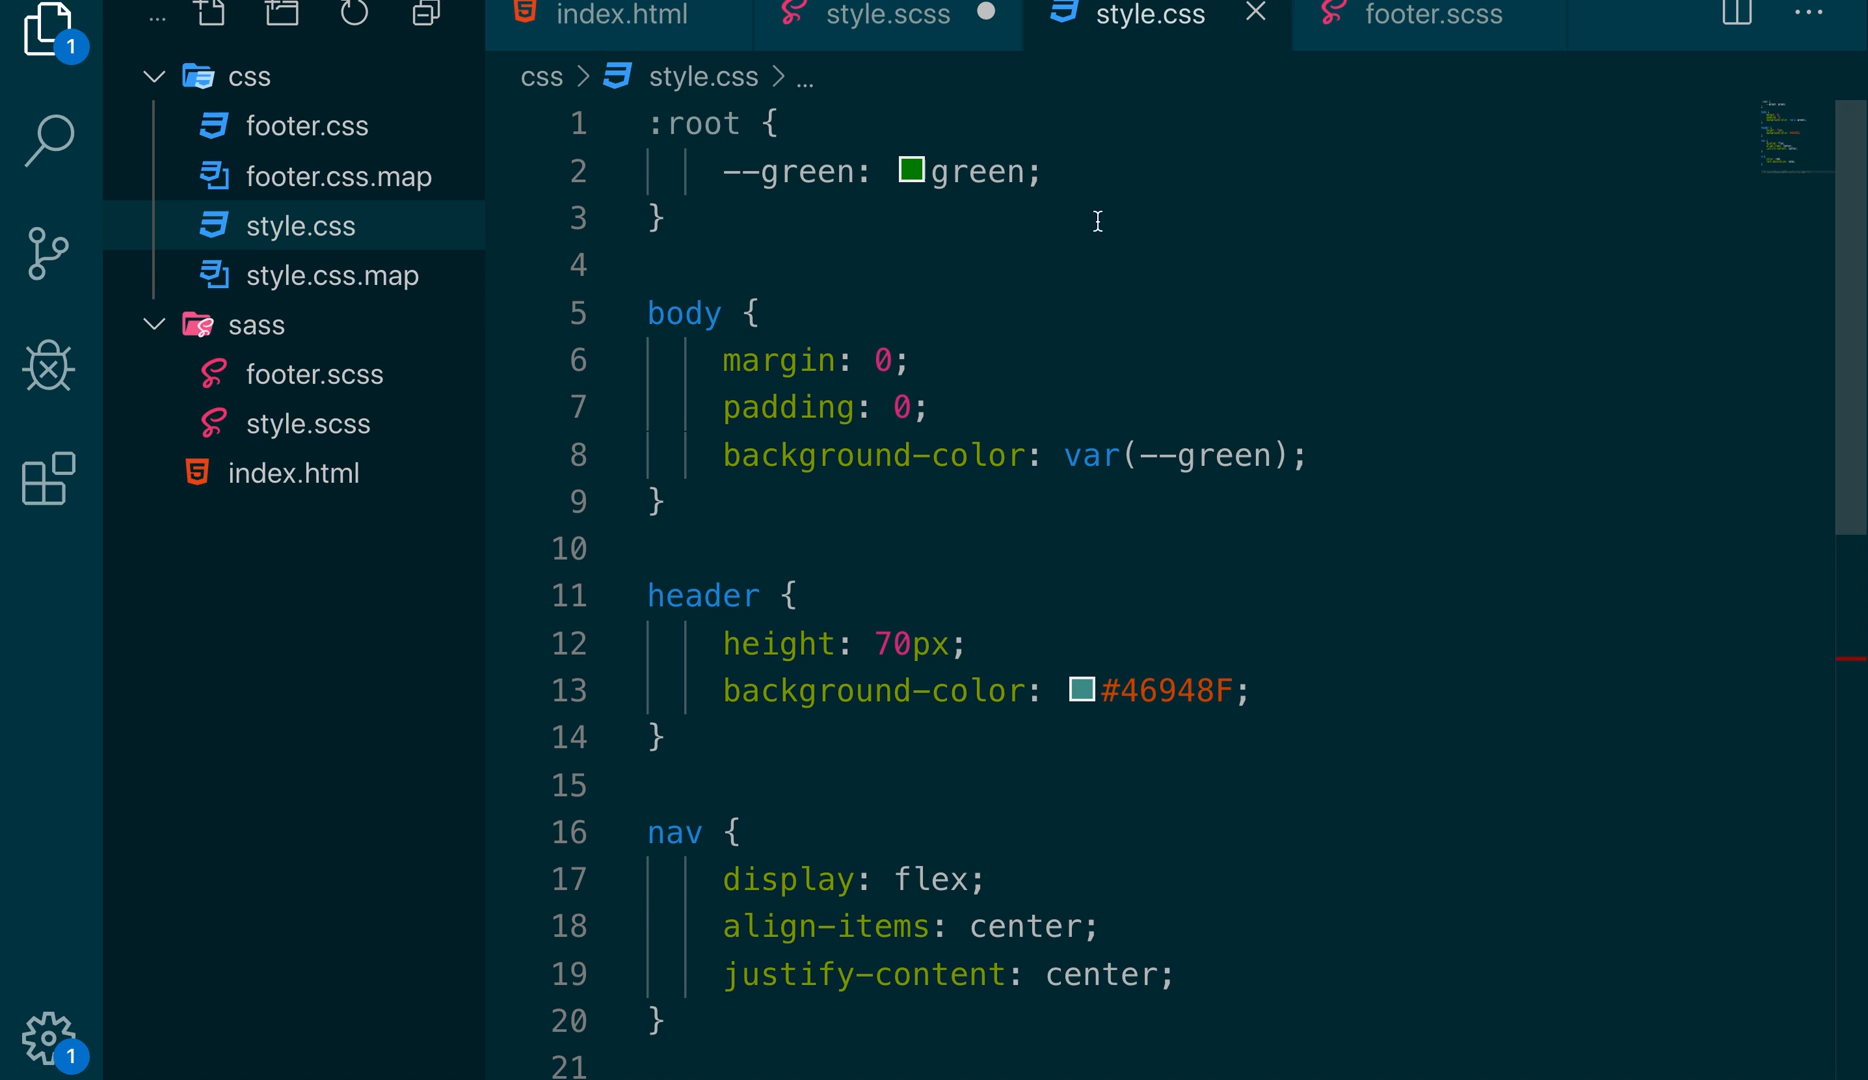 ...
index.html
style.scss
style.css
footer.scss
...
1
css
footer.css
footer.css.map
style.css
style.css.map
sass
footer.scss
style.scss
index.html
1
css > style.css > ...
1 :root {
2 --green: green;
3 }
4
5 body {
6 margin: 0;
7 padding: 0;
8 background-color: var(--green);
9 }
10
11 header {
12 height: 70px;
13 background-color: #46948F;
14 }
15
16 nav {
17 display: flex;
18 align-items: center;
19 justify-content: center;
20 }
21